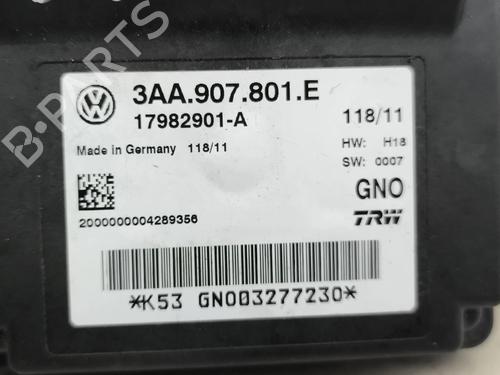 B-PARTS
3AA.907.801.E
17982901-A
118/11
Made in Germany 118/11
HW: H18
SW: 0007
GNO
TRW
2000000004289356
*K53 GNO03277230*